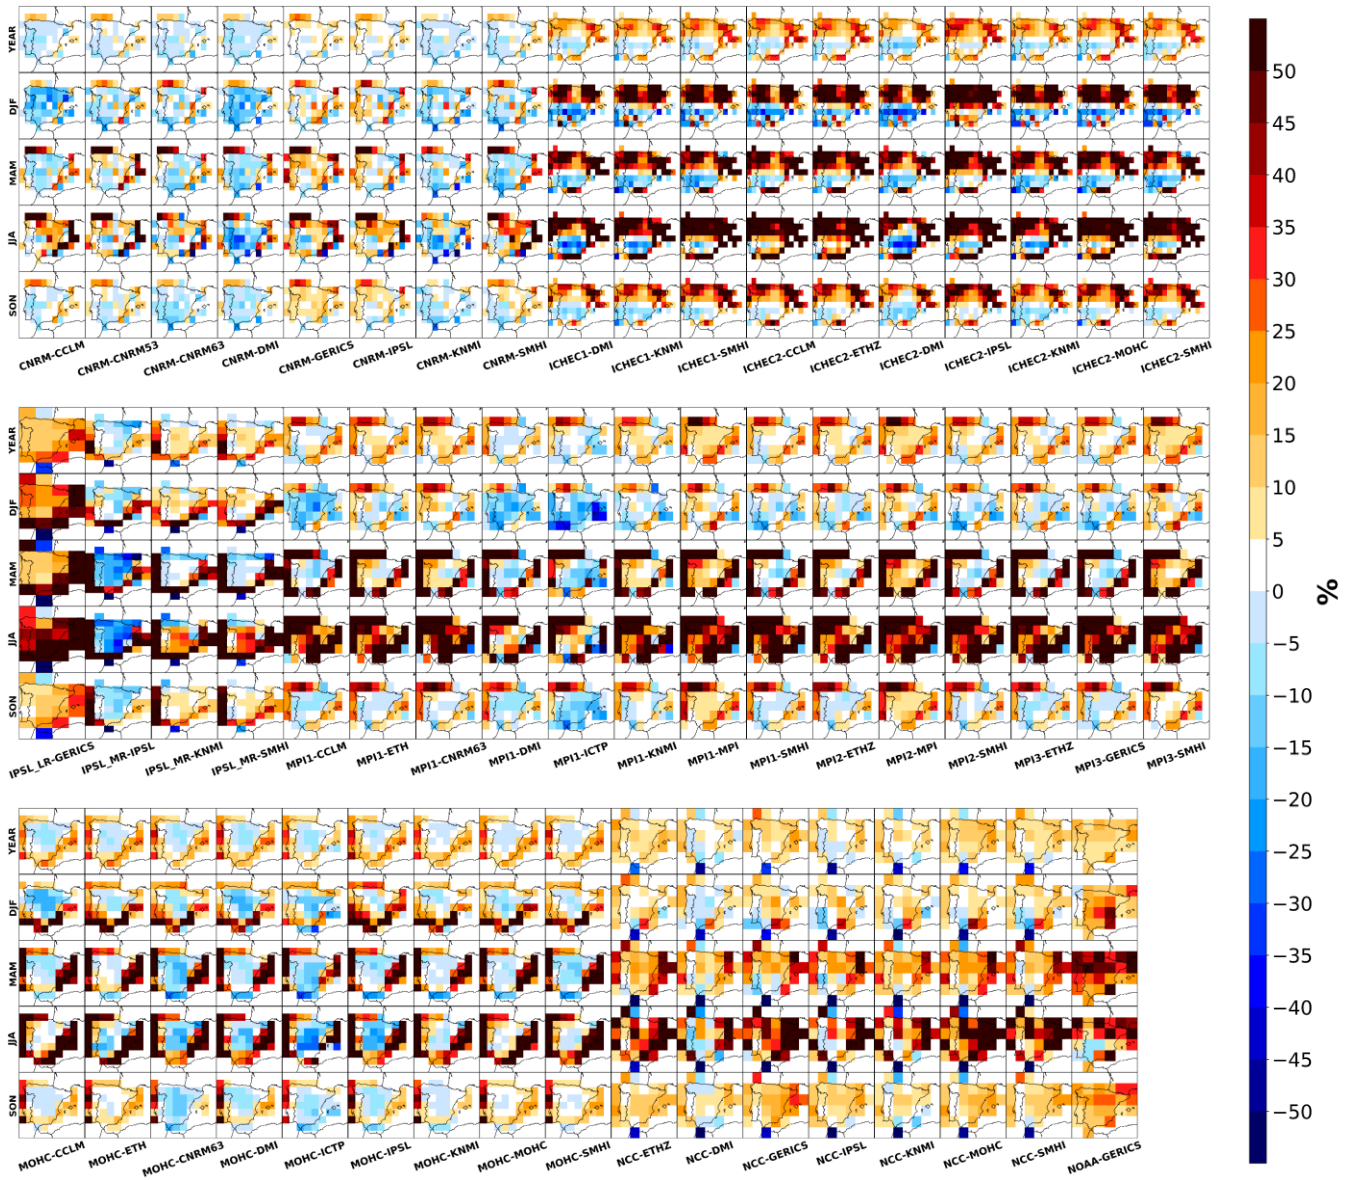 YEAR
DJF
MAM
JJA
SON
CNRM-CCLM
CNRM-CNRM53
CNRM-CNRM63
CNRM-DMI
CNRM-GERICS
CNRM-IPSL
CNRM-KNMI
CNRM-SMHI
ICHEC1-DMI
ICHEC1-KNMI
ICHEC1-SMHI
ICHEC2-CCLM
ICHEC2-ETHZ
ICHEC2-DMI
ICHEC2-IPSL
ICHEC2-KNMI
ICHEC2-MOHC
ICHEC2-SMHI
YEAR
DJF
MAM
JJA
SON
IPSL_LR-GERICS
IPSL_MR-IPSL
IPSL_MR-KNMI
IPSL_MR-SMHI
MPI1-CCLM
MPI1-ETH
MPI1-CNRM63
MPI1-DMI
MPI1-ICTP
MPI1-KNMI
MPI1-MPI
MPI1-SMHI
MPI2-ETHZ
MPI2-MPI
MPI2-SMHI
MPI3-ETHZ
MPI3-GERICS
MPI3-SMHI
YEAR
DJF
MAM
JJA
SON
MOHC-CCLM
MOHC-ETH
MOHC-CNRM63
MOHC-DMI
MOHC-ICTP
MOHC-IPSL
MOHC-KNMI
MOHC-MOHC
MOHC-SMHI
NCC-ETHZ
NCC-DMI
NCC-GERICS
NCC-IPSL
NCC-KNMI
NCC-MOHC
NCC-SMHI
NOAA-GERICS
50
45
40
35
30
25
20
15
10
5
0
−5
−10
−15
−20
−25
−30
−35
−40
−45
−50
%